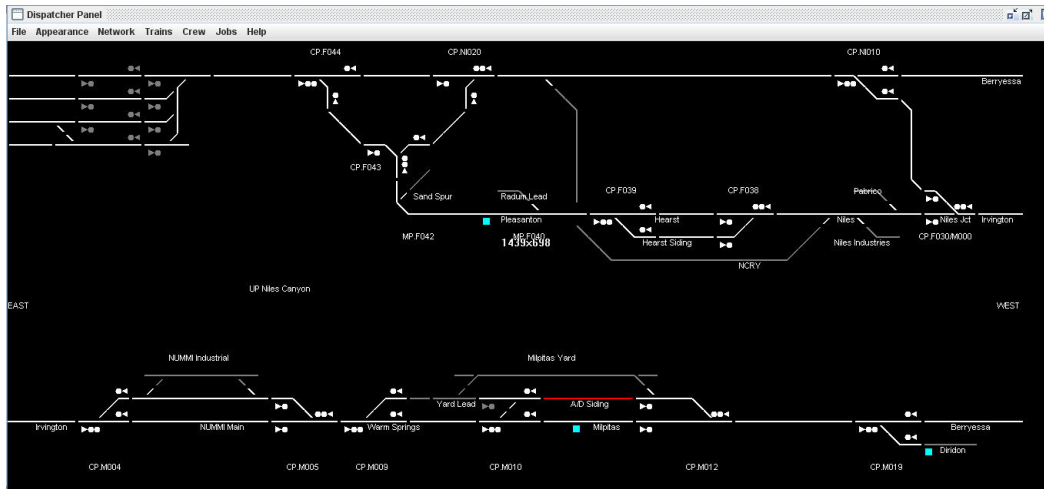 Dispatcher Panel
File Appearance Network Trains Crew Jobs Help
CP.F044
CP.NI020
CP.NI010
Berryessa
CP.F043
Sand Spur
Radum Lead
CP.F039
CP.F038
Fabrico
Pleasanton
Hearst
Niles
Niles Jct
Irvington
MP.F042
MP.F040
Hearst Siding
Niles Industries
CP.F030/M000
1439x698
NCRY
UP Niles Canyon
EAST
WEST
NUMMI Industrial
Milpitas Yard
Yard Lead
A/D Siding
Irvington
NUMMI Main
Warm Springs
Milpitas
Berryessa
Diridon
CP.M004
CP.M005
CP.M009
CP.M010
CP.M012
CP.M019